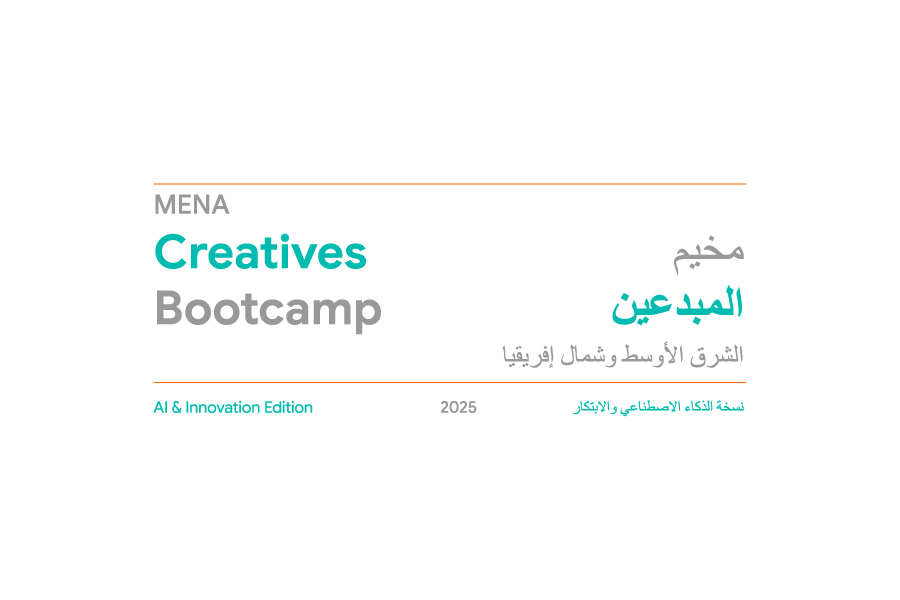 MENA
Creatives
Bootcamp
مخيم
المبدعين
الشرق الأوسط وشمال إفريقيا
AI & Innovation Edition
2025
نسخة الذكاء الاصطناعي والابتكار